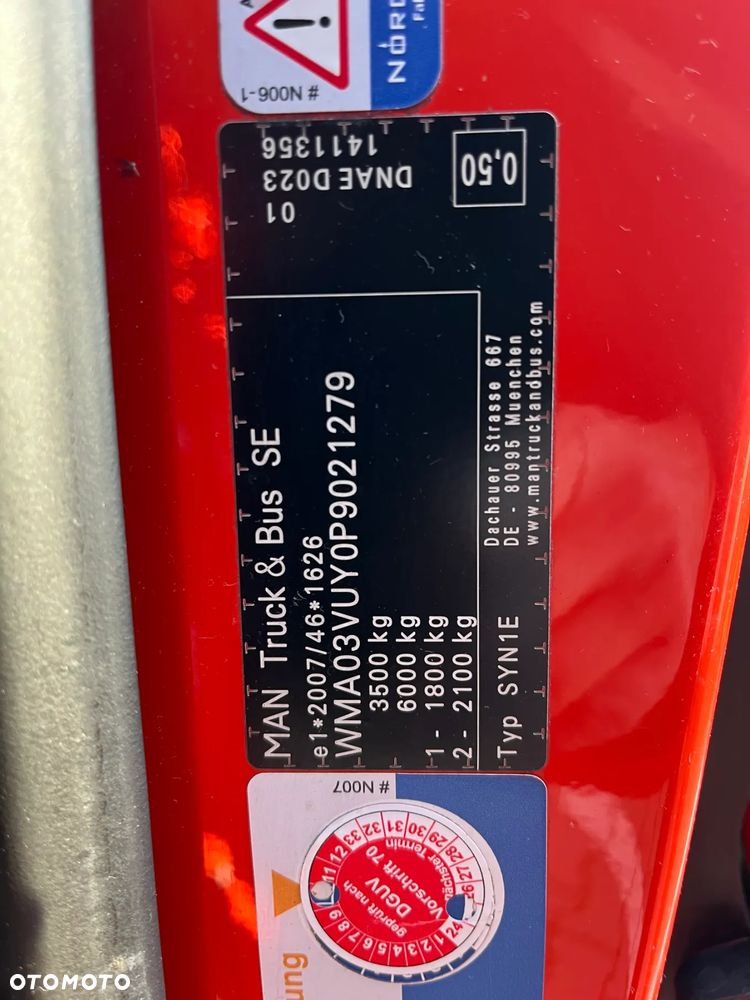 # N006-1
NÖRD
01
DNAE D023
1411356
0,50
MAN Truck & Bus SE
e1*2007/46*1626
WMA03VUY0P9021279
3500 kg
6000 kg
1 - 1800 kg
2 - 2100 kg
Typ SYN1E
Dachauer Strasse 667
DE - 80995 Muenchen
www.mantruckandbus.com
# N007
geprüft nach
DGUV
Vorschrift 70
nächster Termin
1 2 3 4 5 6 7 8 9 11 12
24 27 28 29 30 31 32 33
ung
OTOMOTO